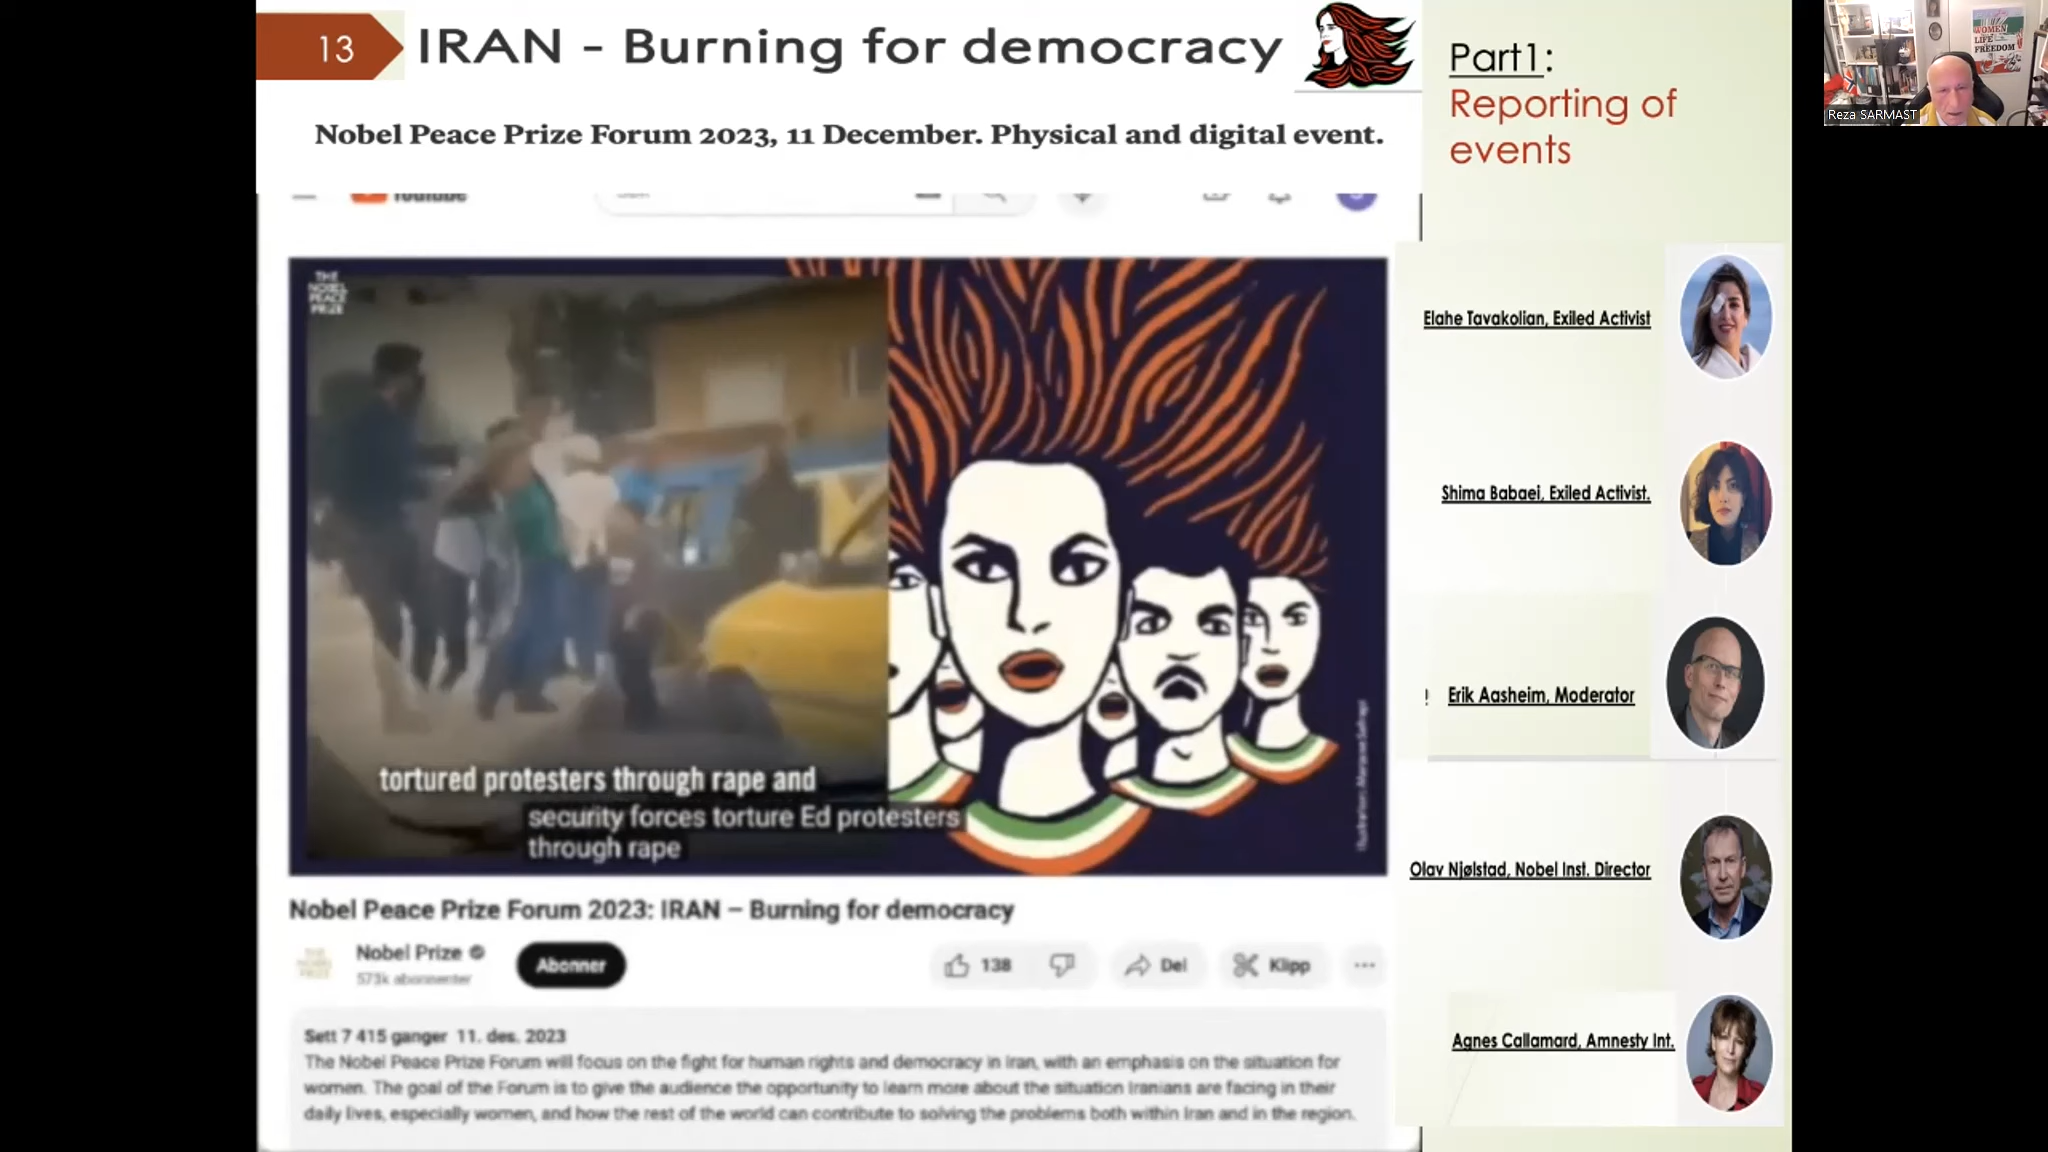 13
IRAN - Burning for democracy
Nobel Peace Prize Forum 2023, 11 December. Physical and digital event.
Part1:
Reporting of
events
WOMEN
LIFE
FREEDOM
Reza SARMAST
YouTube
THE
NOBEL
PEACE
PRIZE
tortured protesters through rape and
security forces torture Ed protesters
through rape
Elahe Tavakolian, Exiled Activist
Shima Babaei, Exiled Activist.
Erik Aasheim, Moderator
Olav Njølstad, Nobel Inst. Director
Agnes Callamard, Amnesty Int.
Nobel Peace Prize Forum 2023: IRAN – Burning for democracy
Nobel Prize
573k abonnenter
Abonner
138
Del
Klipp
Sett 7 415 ganger 11. des. 2023
The Nobel Peace Prize Forum will focus on the fight for human rights and democracy in Iran, with an emphasis on the situation for
women. The goal of the Forum is to give the audience the opportunity to learn more about the situation Iranians are facing in their
daily lives, especially women, and how the rest of the world can contribute to solving the problems both within Iran and in the region.